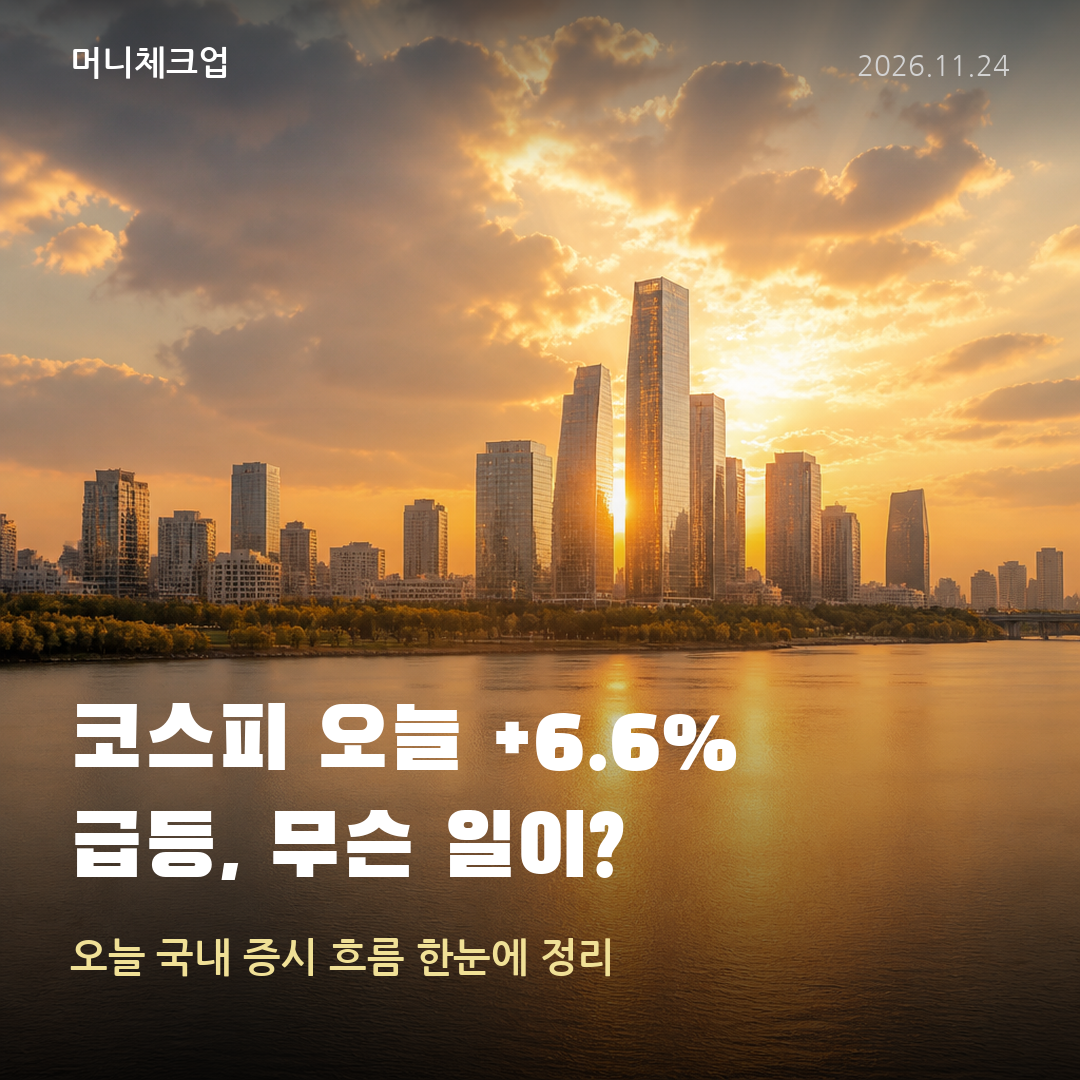 머니체크업
2026.11.24
코스피 오늘 +6.6%
급등, 무슨 일이?
오늘 국내 증시 흐름 한눈에 정리